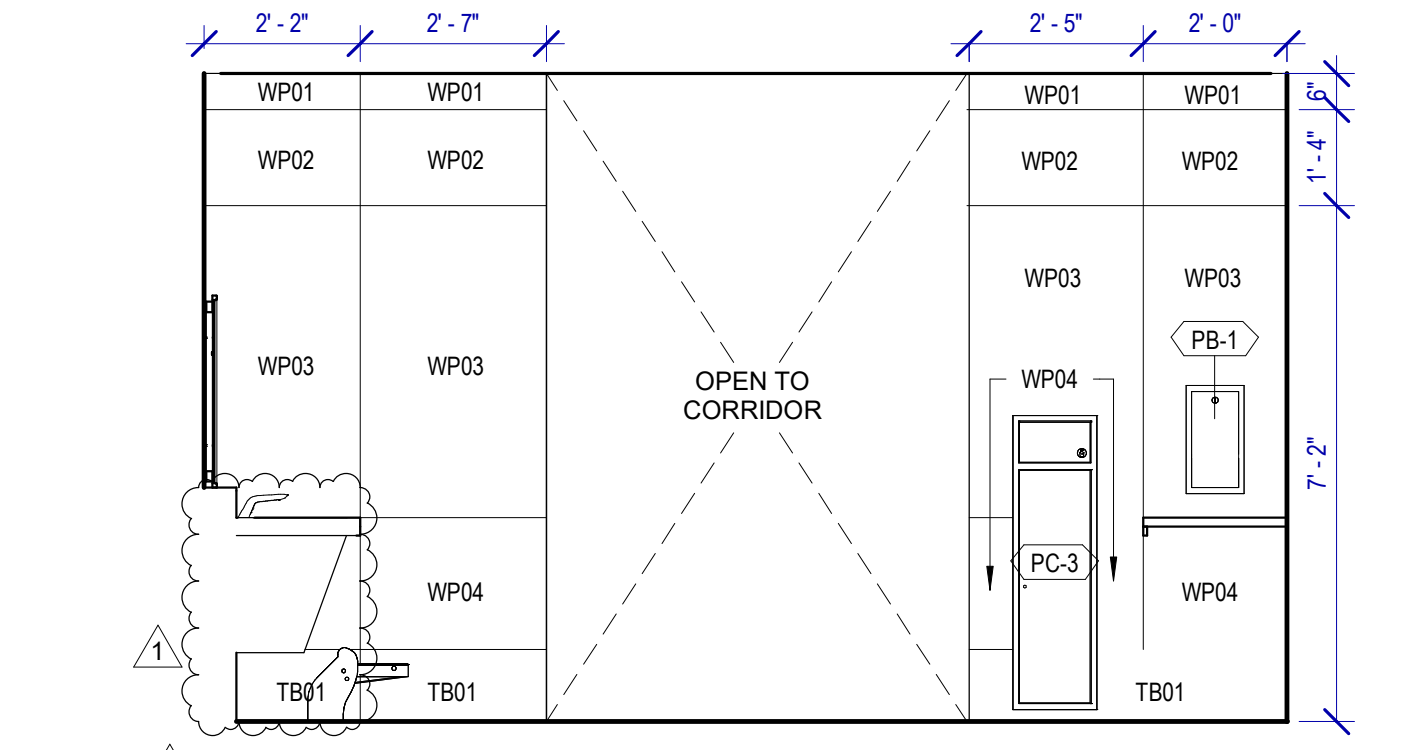 2' - 2" 2' - 7" 2' - 5" 2' - 0"
WP01 WP01 WP01 WP01 6"
WP02 WP02 WP02 WP02 1' - 4"
WP03 WP03
PB-1
WP03 WP03
WP04
OPEN TO
CORRIDOR
7' - 2"
PC-3
WP04 WP04
1
TB01 TB01 TB01